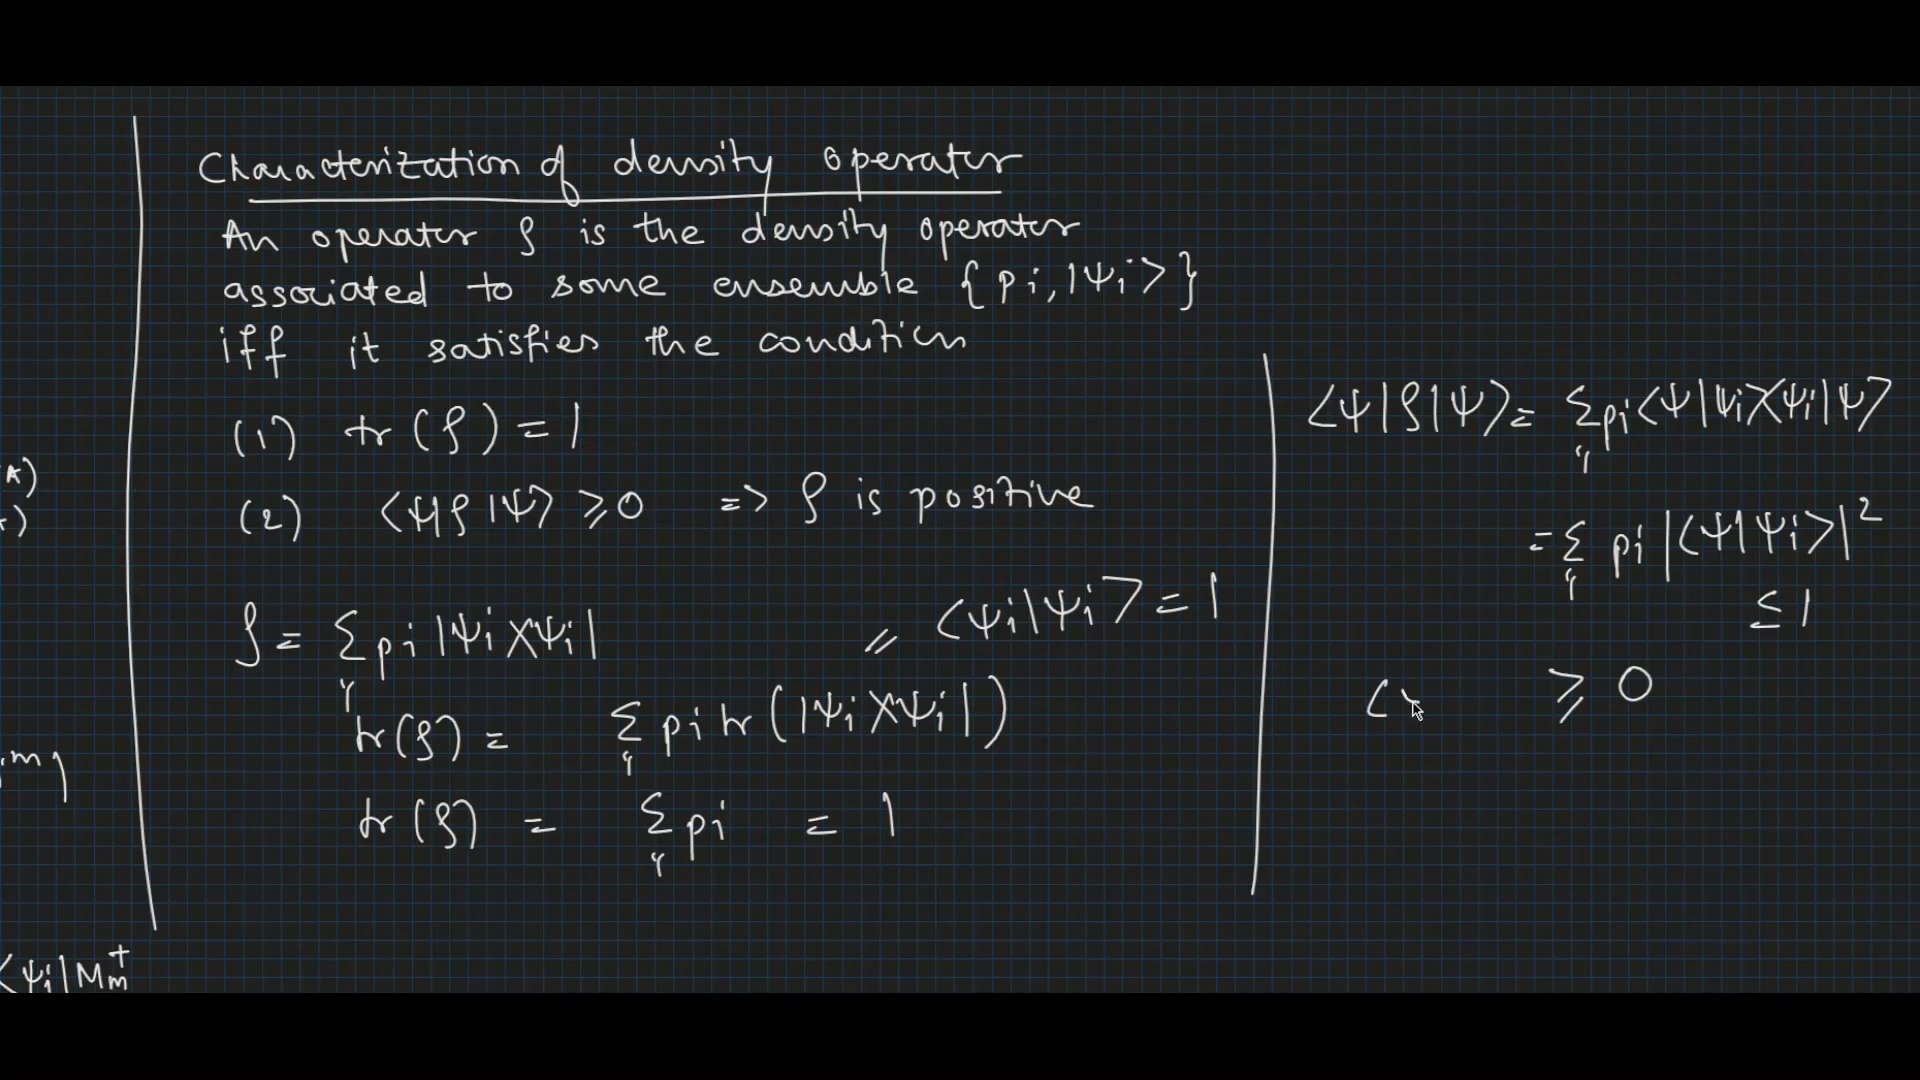 Characterization of density operator
An operator ρ is the density operator
associated to some ensemble {pi, |Ψi>}
iff it satisfies the condition
(1) tr(ρ) = 1
(2) <Ψ|ρ|Ψ> ≥ 0 => ρ is positive
ρ = Σi pi |Ψi><Ψi| // <Ψi|Ψi> = 1
tr(ρ) = Σi pi tr(|Ψi><Ψi|)
tr(ρ) = Σi pi = 1
<Ψ|ρ|Ψ> = Σi pi <Ψ|Ψi><Ψi|Ψ>
= Σi pi |<Ψ|Ψi>|²
≤ 1
≥ 0
<Ψi|Mm†